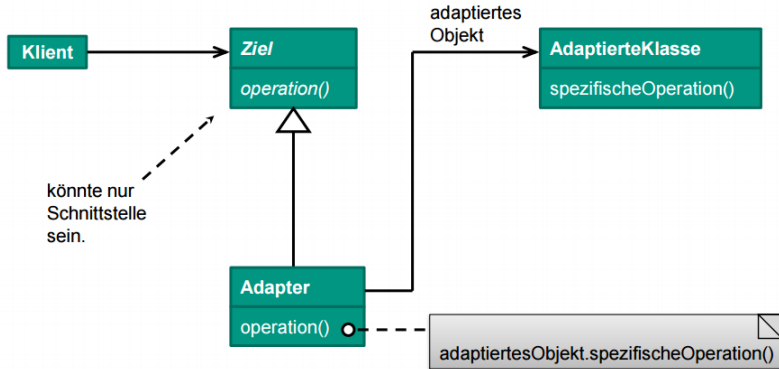 Klient
Ziel
operation()
adaptiertes
Objekt
AdaptierteKlasse
spezifischeOperation()
könnte nur
Schnittstelle
sein.
Adapter
operation()
adaptiertesObjekt.spezifischeOperation()